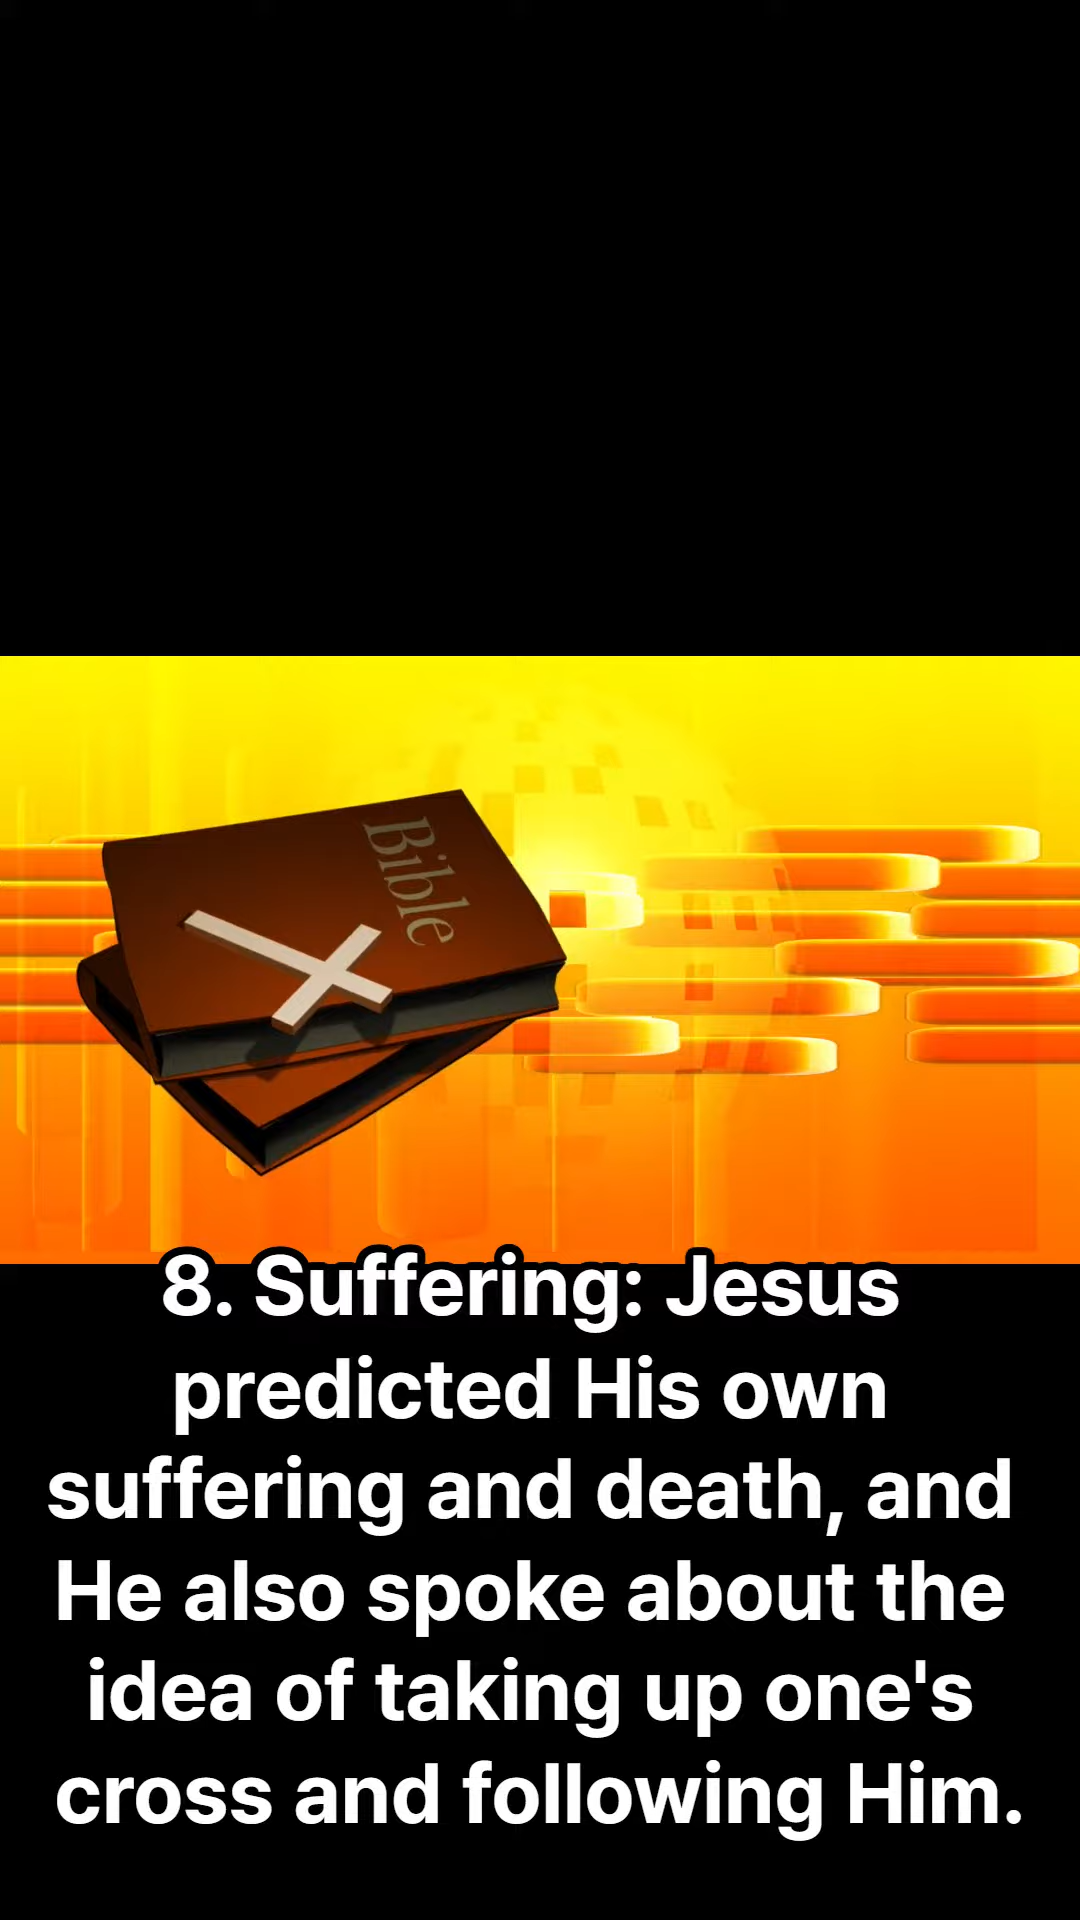 Bible
8. Suffering: Jesus
predicted His own
suffering and death, and
He also spoke about the
idea of taking up one's
cross and following Him.